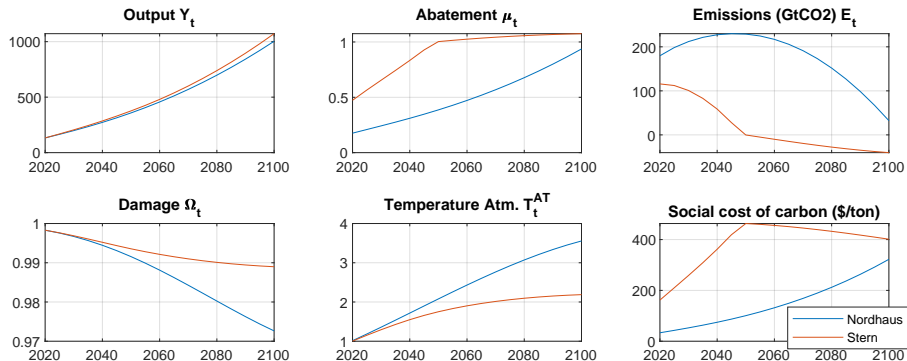 Output Y_t
1000
500
0
2020 2040 2060 2080 2100
Abatement μ_t
1
0.5
0
2020 2040 2060 2080 2100
Emissions (GtCO2) E_t
200
100
0
2020 2040 2060 2080 2100
Damage Ω_t
1
0.99
0.98
0.97
2020 2040 2060 2080 2100
Temperature Atm. T_t^AT
4
3
2
1
2020 2040 2060 2080 2100
Social cost of carbon ($/ton)
400
200
0
2020 2040 2060 2080 2100
Nordhaus
Stern